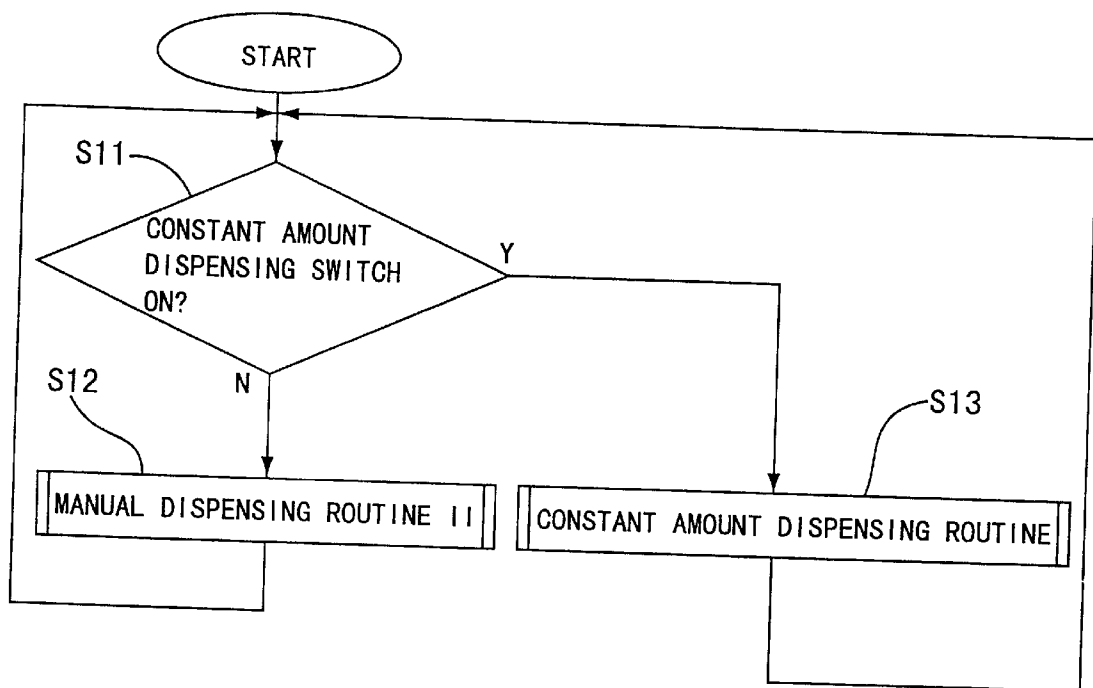 START
S11
CONSTANT AMOUNT
DISPENSING SWITCH
ON?
Y
N
S12
S13
MANUAL DISPENSING ROUTINE II
CONSTANT AMOUNT DISPENSING ROUTINE